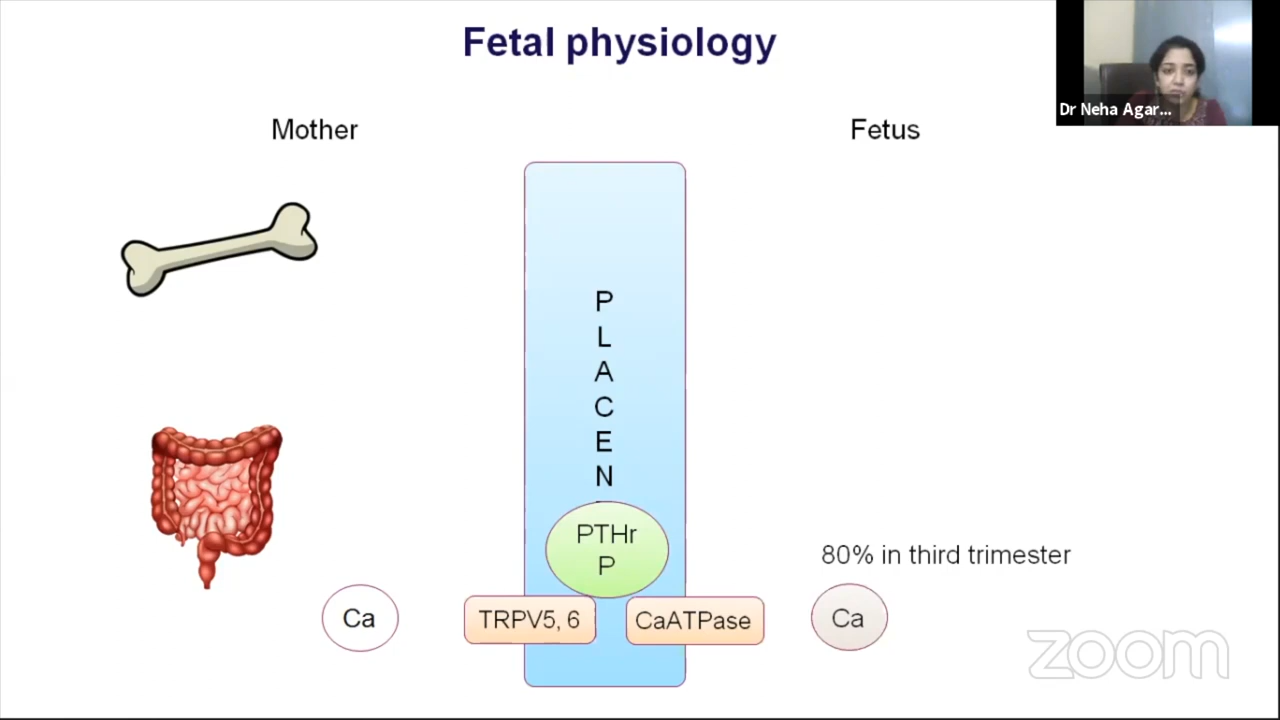 Fetal physiology
Dr Neha Agar...
Mother
Fetus
P
L
A
C
E
N
PTHr
P
80% in third trimester
Ca
TRPV5, 6
CaATPase
Ca
zoom